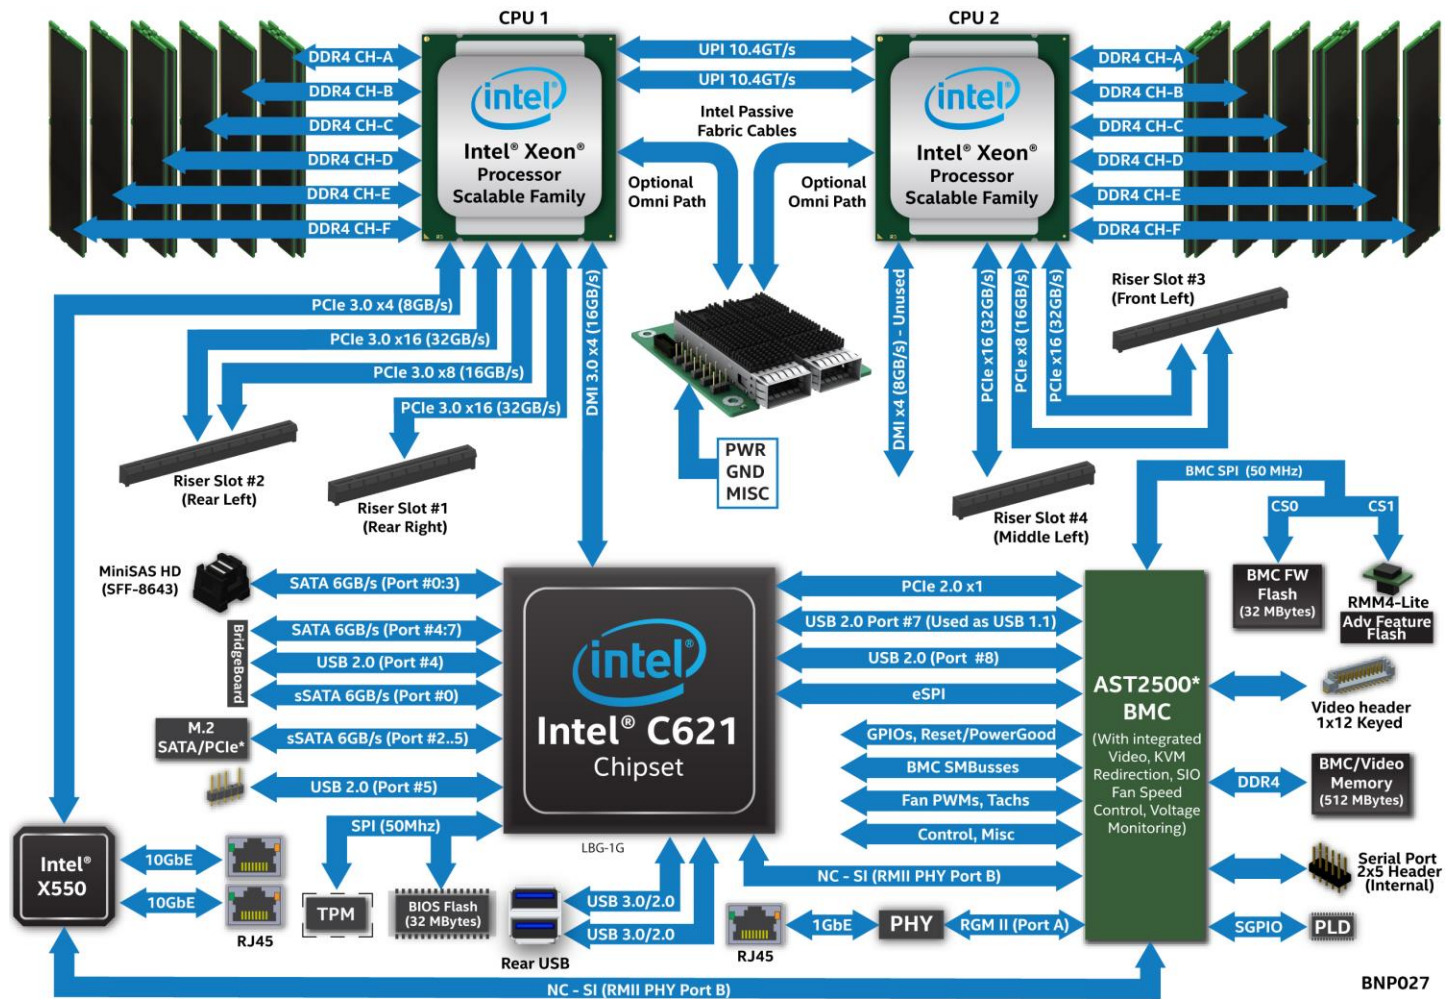 CPU 1
CPU 2
DDR4 CH-A
DDR4 CH-B
DDR4 CH-C
DDR4 CH-D
DDR4 CH-E
DDR4 CH-F
intel
Intel® Xeon®
Processor
Scalable Family
UPI 10.4GT/s
UPI 10.4GT/s
Intel Passive
Fabric Cables
Optional
Omni Path
Optional
Omni Path
intel
Intel® Xeon®
Processor
Scalable Family
DDR4 CH-A
DDR4 CH-B
DDR4 CH-C
DDR4 CH-D
DDR4 CH-E
DDR4 CH-F
PCIe 3.0 x4 (8GB/s)
PCIe 3.0 x16 (32GB/s)
PCIe 3.0 x8 (16GB/s)
PCIe 3.0 x16 (32GB/s)
DMI 3.0 x4 (16GB/s)
DMI x4 (8GB/s) - Unused
PCIe x16 (32GB/s)
PCIe x8 (16GB/s)
PCIe x16 (32GB/s)
Riser Slot #3
(Front Left)
Riser Slot #2
(Rear Left)
Riser Slot #1
(Rear Right)
PWR
GND
MISC
Riser Slot #4
(Middle Left)
BMC SPI (50 MHz)
CS0
CS1
BMC FW
Flash
(32 MBytes)
RMM4-Lite
Adv Feature
Flash
MiniSAS HD
(SFF-8643)
SATA 6GB/s (Port #0:3)
BridgeBoard
SATA 6GB/s (Port #4:7)
USB 2.0 (Port #4)
sSATA 6GB/s (Port #0)
M.2
SATA/PCIe*
sSATA 6GB/s (Port #2..5)
USB 2.0 (Port #5)
SPI (50Mhz)
intel
Intel® C621
Chipset
LBG-1G
PCIe 2.0 x1
USB 2.0 Port #7 (Used as USB 1.1)
USB 2.0 (Port #8)
eSPI
GPIOs, Reset/PowerGood
BMC SMBusses
Fan PWMs, Tachs
Control, Misc
NC - SI (RMII PHY Port B)
AST2500*
BMC
(With integrated
Video, KVM
Redirection, SIO
Fan Speed
Control, Voltage
Monitoring)
Video header
1x12 Keyed
DDR4
BMC/Video
Memory
(512 MBytes)
Serial Port
2x5 Header
(Internal)
SGPIO
PLD
Intel®
X550
10GbE
10GbE
RJ45
TPM
BIOS Flash
(32 MBytes)
USB 3.0/2.0
USB 3.0/2.0
Rear USB
RJ45
1GbE
PHY
RGM II (Port A)
NC - SI (RMII PHY Port B)
BNP027